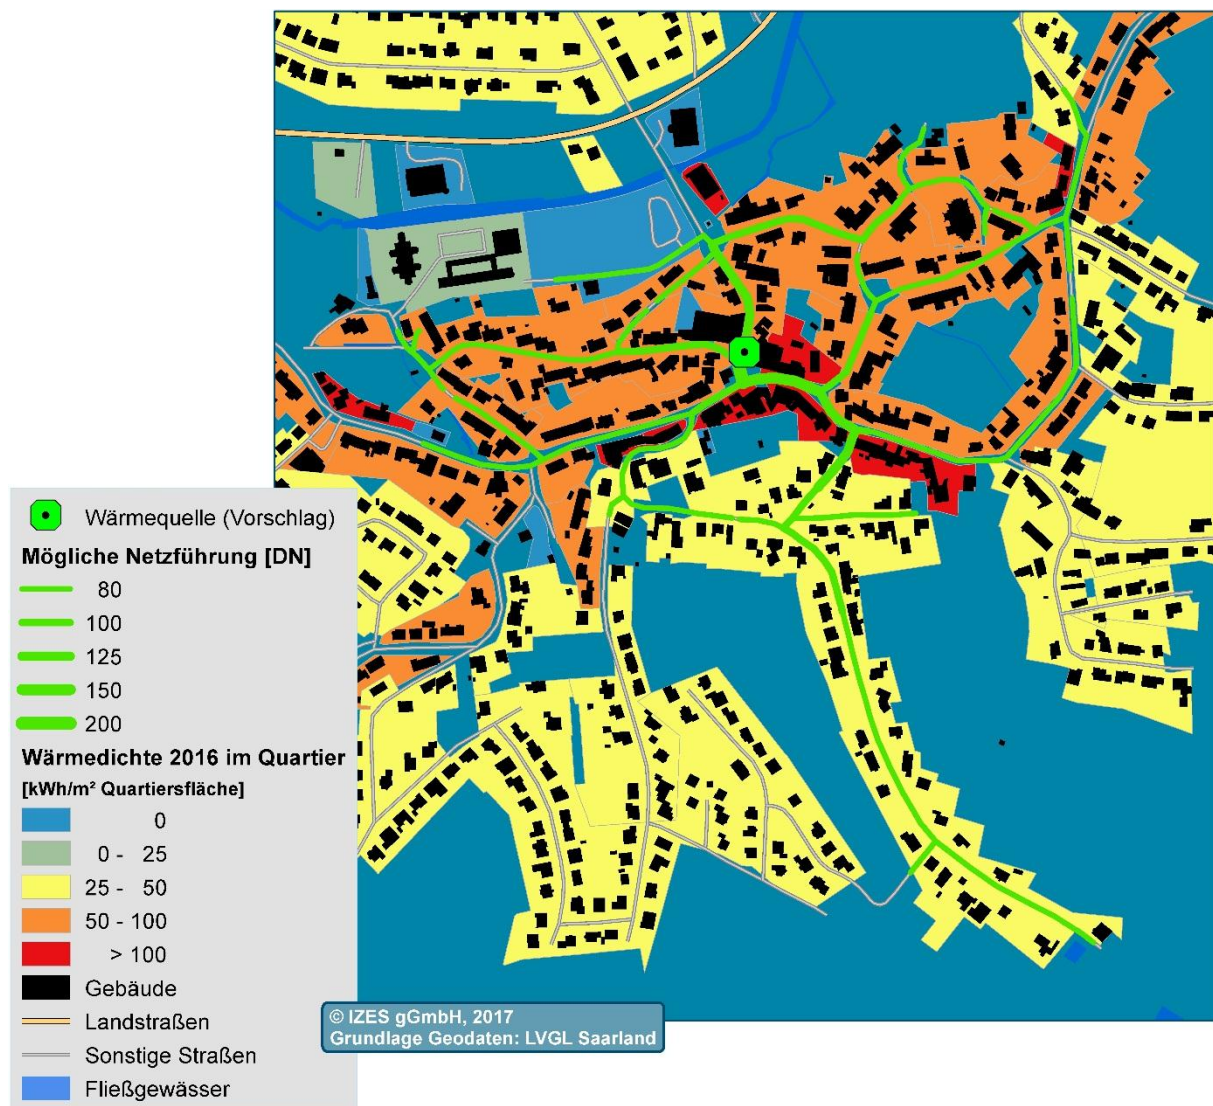 Wärmequelle (Vorschlag)
Mögliche Netzführung [DN]
80
100
125
150
200
Wärmedichte 2016 im Quartier
[kWh/m² Quartiersfläche]
0
0 - 25
25 - 50
50 - 100
> 100
Gebäude
Landstraßen
Sonstige Straßen
Fließgewässer
© IZES gGmbH, 2017
Grundlage Geodaten: LVGL Saarland